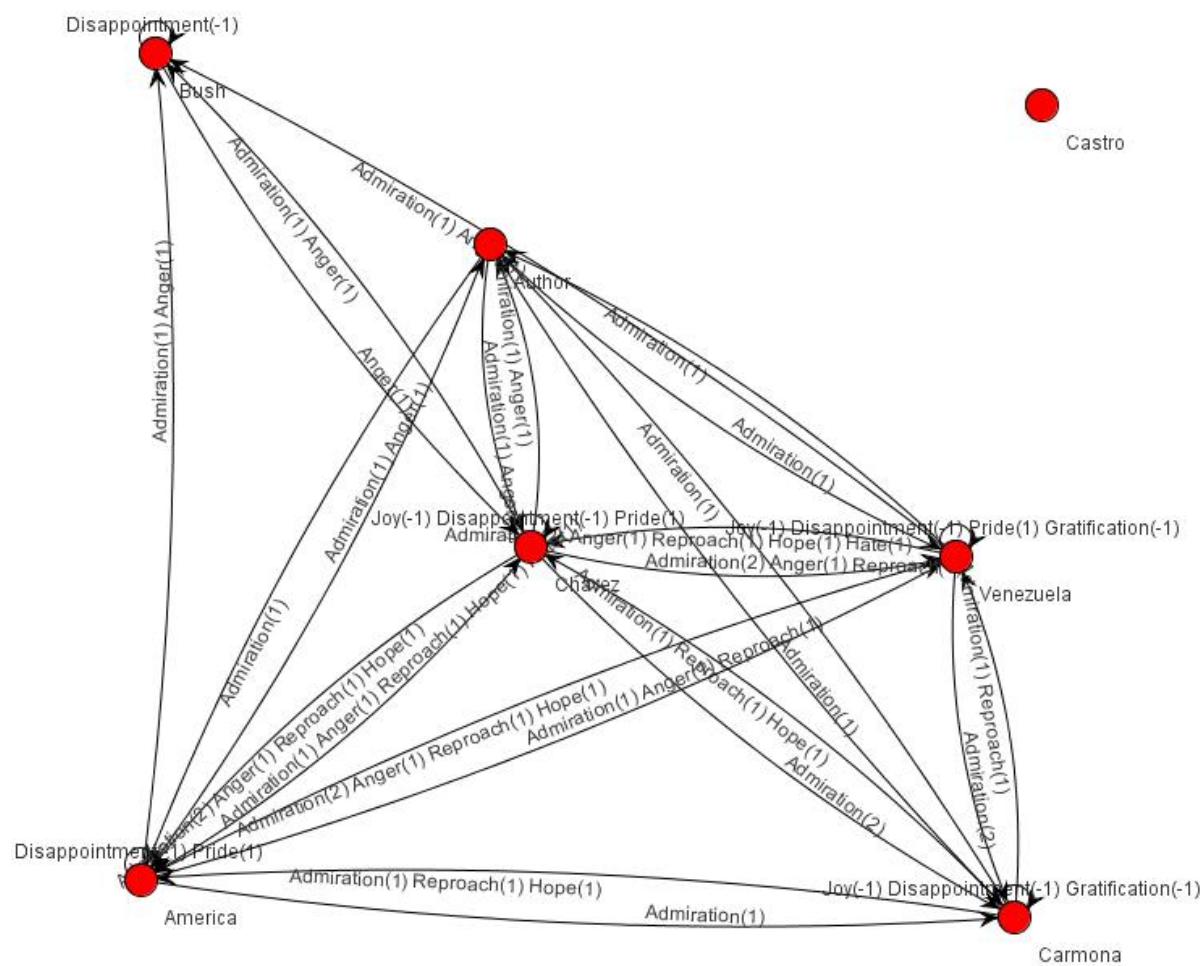 Disappointment(-1)
Bush
Castro
Admiration(1) Anger(1)
Admiration(1)
Author
Admiration(1) Anger(1)
Anger(1)
Admiration(1) Anger(1)
Admiration(1) Anger(1)
Admiration(1)
Admiration(1)
Admiration(1) Anger(1)
Admiration(1)
Joy(-1) Disappointment(-1) Pride(1)
Joy(-1) Disappointment(-1) Pride(1) Gratification(-1)
Anger(1) Reproach(1) Hope(1) Hate(1)
Admiration(2) Anger(1)
Chavez
Venezuela
Admiration(1)
Admiration(1) Reproach(1) Hope(1)
Admiration(1)
Admiration(1) Reproach(1)
Admiration(2)
Anger(1) Reproach(1) Hope(1)
Admiration(1) Anger(1) Reproach(1) Hope(1)
Admiration(2) Anger(1) Reproach(1) Hope(1)
Admiration(1) Anger(1) Reproach(1)
Admiration(2)
Disappointment(-1) Pride(1)
America
Admiration(1) Reproach(1) Hope(1)
Admiration(1)
Joy(-1) Disappointment(-1) Gratification(-1)
Carmona